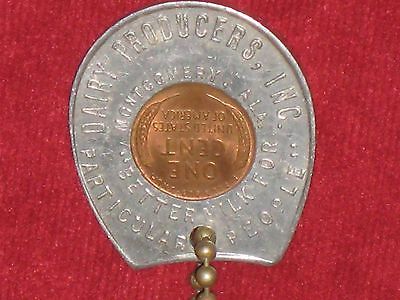 DAIRY PRODUCERS, INC.
MONTGOMERY, ALA.
BETTER MILK FOR
PARTICULAR PEOPLE
ONE
CENT
UNITED STATES
OF AMERICA